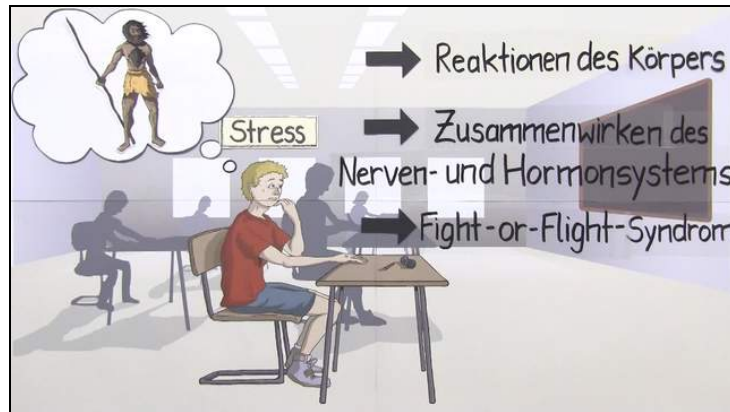 Stress
Reaktionen des Körpers
Zusammenwirken des
Nerven- und Hormonsystems
Fight-or-Flight-Syndrom